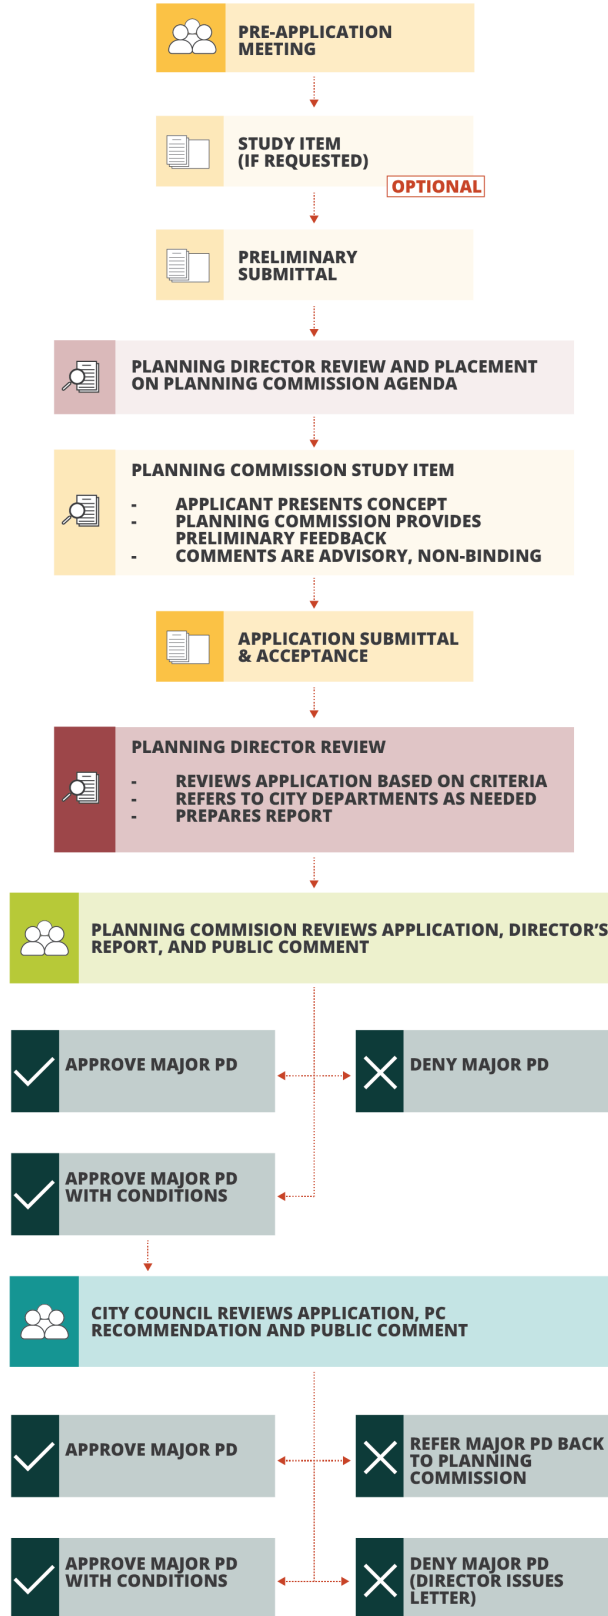 PRE-APPLICATION
MEETING
STUDY ITEM
(IF REQUESTED)
OPTIONAL
PRELIMINARY
SUBMITTAL
PLANNING DIRECTOR REVIEW AND PLACEMENT
ON PLANNING COMMISSION AGENDA
PLANNING COMMISSION STUDY ITEM
- APPLICANT PRESENTS CONCEPT
- PLANNING COMMISSION PROVIDES
PRELIMINARY FEEDBACK
- COMMENTS ARE ADVISORY, NON-BINDING
APPLICATION SUBMITTAL
& ACCEPTANCE
PLANNING DIRECTOR REVIEW
- REVIEWS APPLICATION BASED ON CRITERIA
- REFERS TO CITY DEPARTMENTS AS NEEDED
- PREPARES REPORT
PLANNING COMMISION REVIEWS APPLICATION, DIRECTOR'S
REPORT, AND PUBLIC COMMENT
APPROVE MAJOR PD
DENY MAJOR PD
APPROVE MAJOR PD
WITH CONDITIONS
CITY COUNCIL REVIEWS APPLICATION, PC
RECOMMENDATION AND PUBLIC COMMENT
APPROVE MAJOR PD
REFER MAJOR PD BACK
TO PLANNING
COMMISSION
APPROVE MAJOR PD
WITH CONDITIONS
DENY MAJOR PD
(DIRECTOR ISSUES
LETTER)